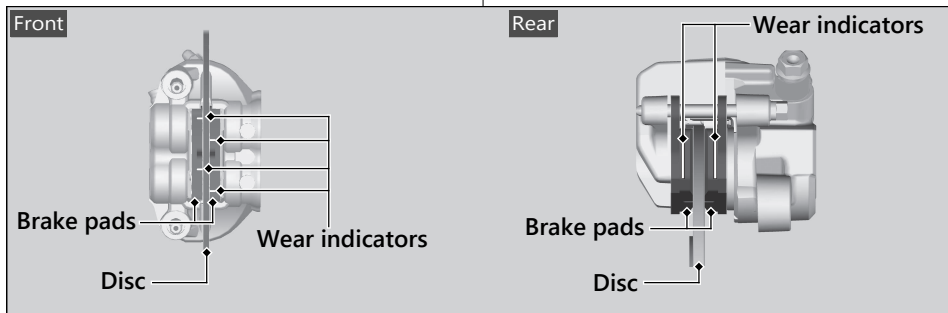 Front
Wear indicators
Brake pads
Disc
Rear
Wear indicators
Brake pads
Disc